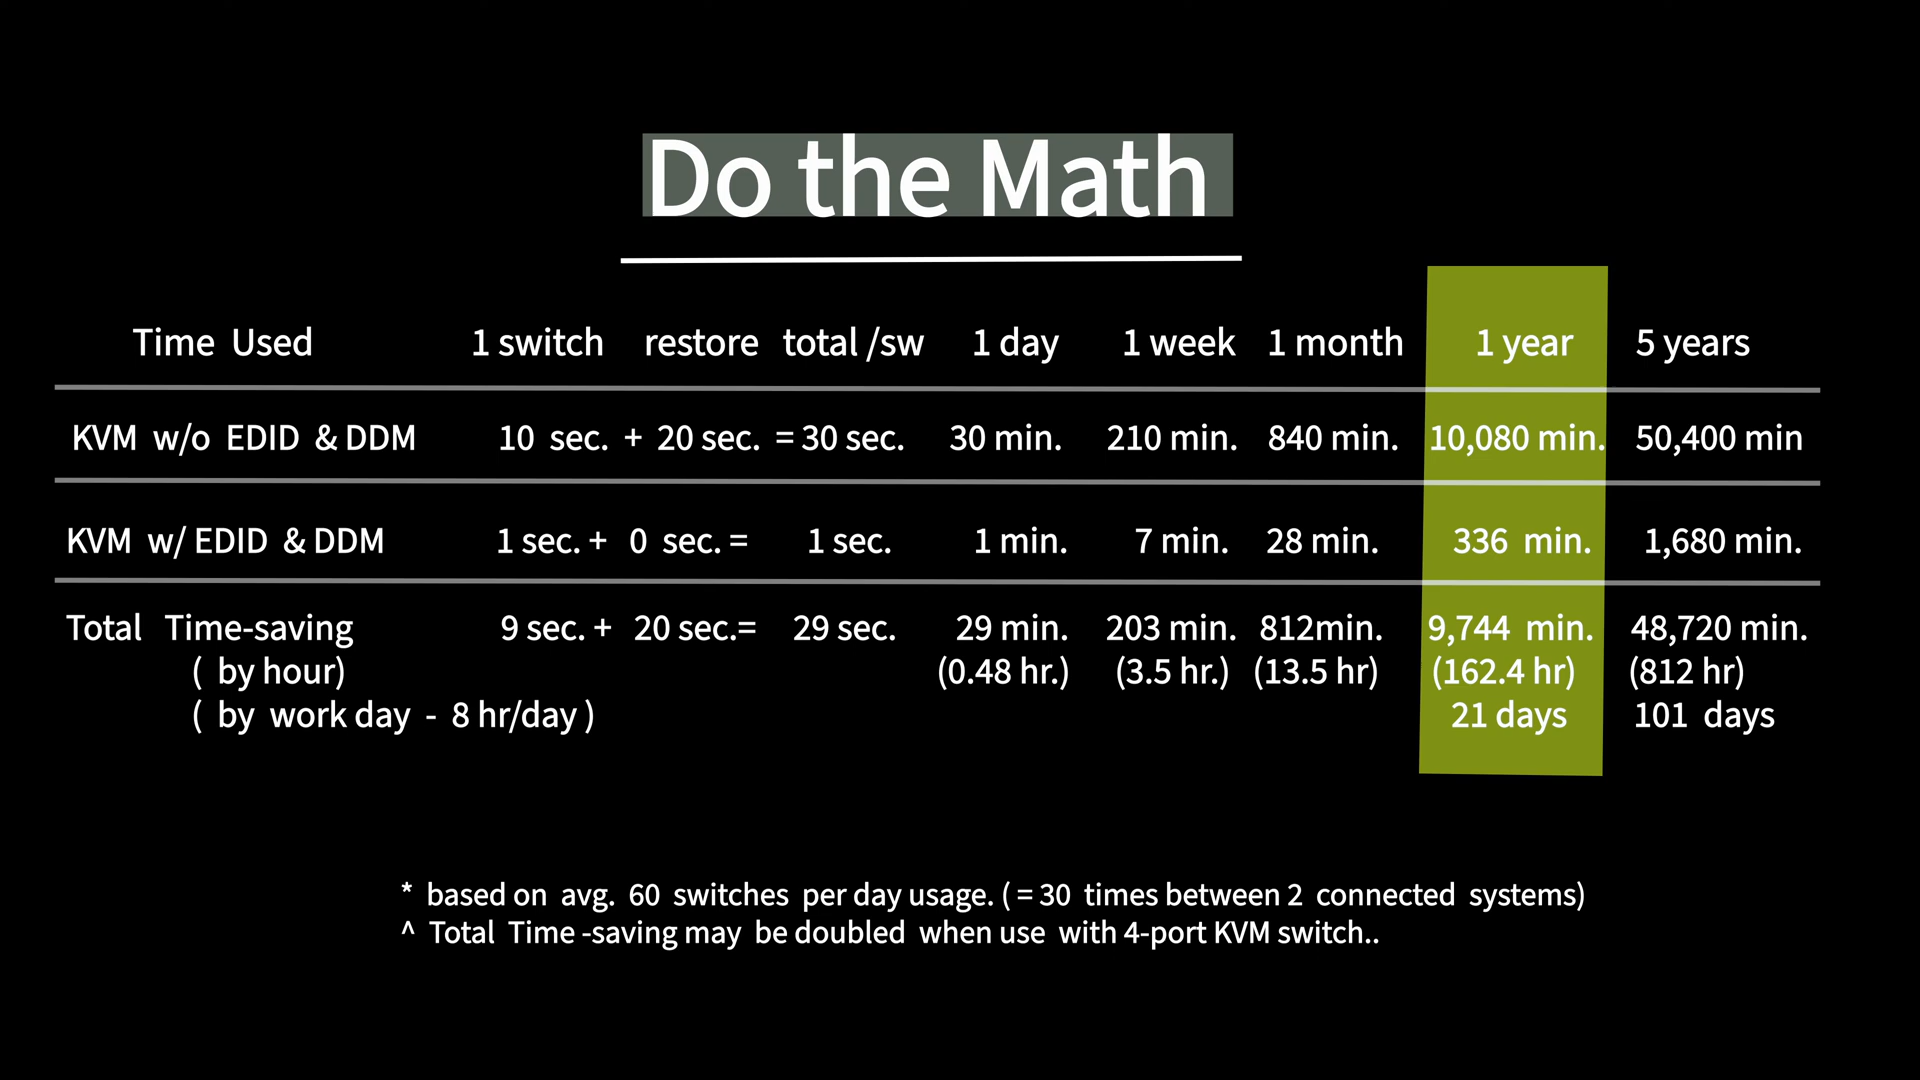 Do the Math
Time Used 1 switch restore total /sw 1 day 1 week 1 month 1 year 5 years
KVM w/o EDID & DDM 10 sec. + 20 sec. = 30 sec. 30 min. 210 min. 840 min. 10,080 min. 50,400 min
KVM w/ EDID & DDM 1 sec. + 0 sec. = 1 sec. 1 min. 7 min. 28 min. 336 min. 1,680 min.
Total Time-saving 9 sec. + 20 sec.= 29 sec. 29 min. 203 min. 812min. 9,744 min. 48,720 min.
( by hour) (0.48 hr.) (3.5 hr.) (13.5 hr) (162.4 hr) (812 hr)
( by work day - 8 hr/day ) 21 days 101 days
* based on avg. 60 switches per day usage. ( = 30 times between 2 connected systems)
^ Total Time -saving may be doubled when use with 4-port KVM switch..